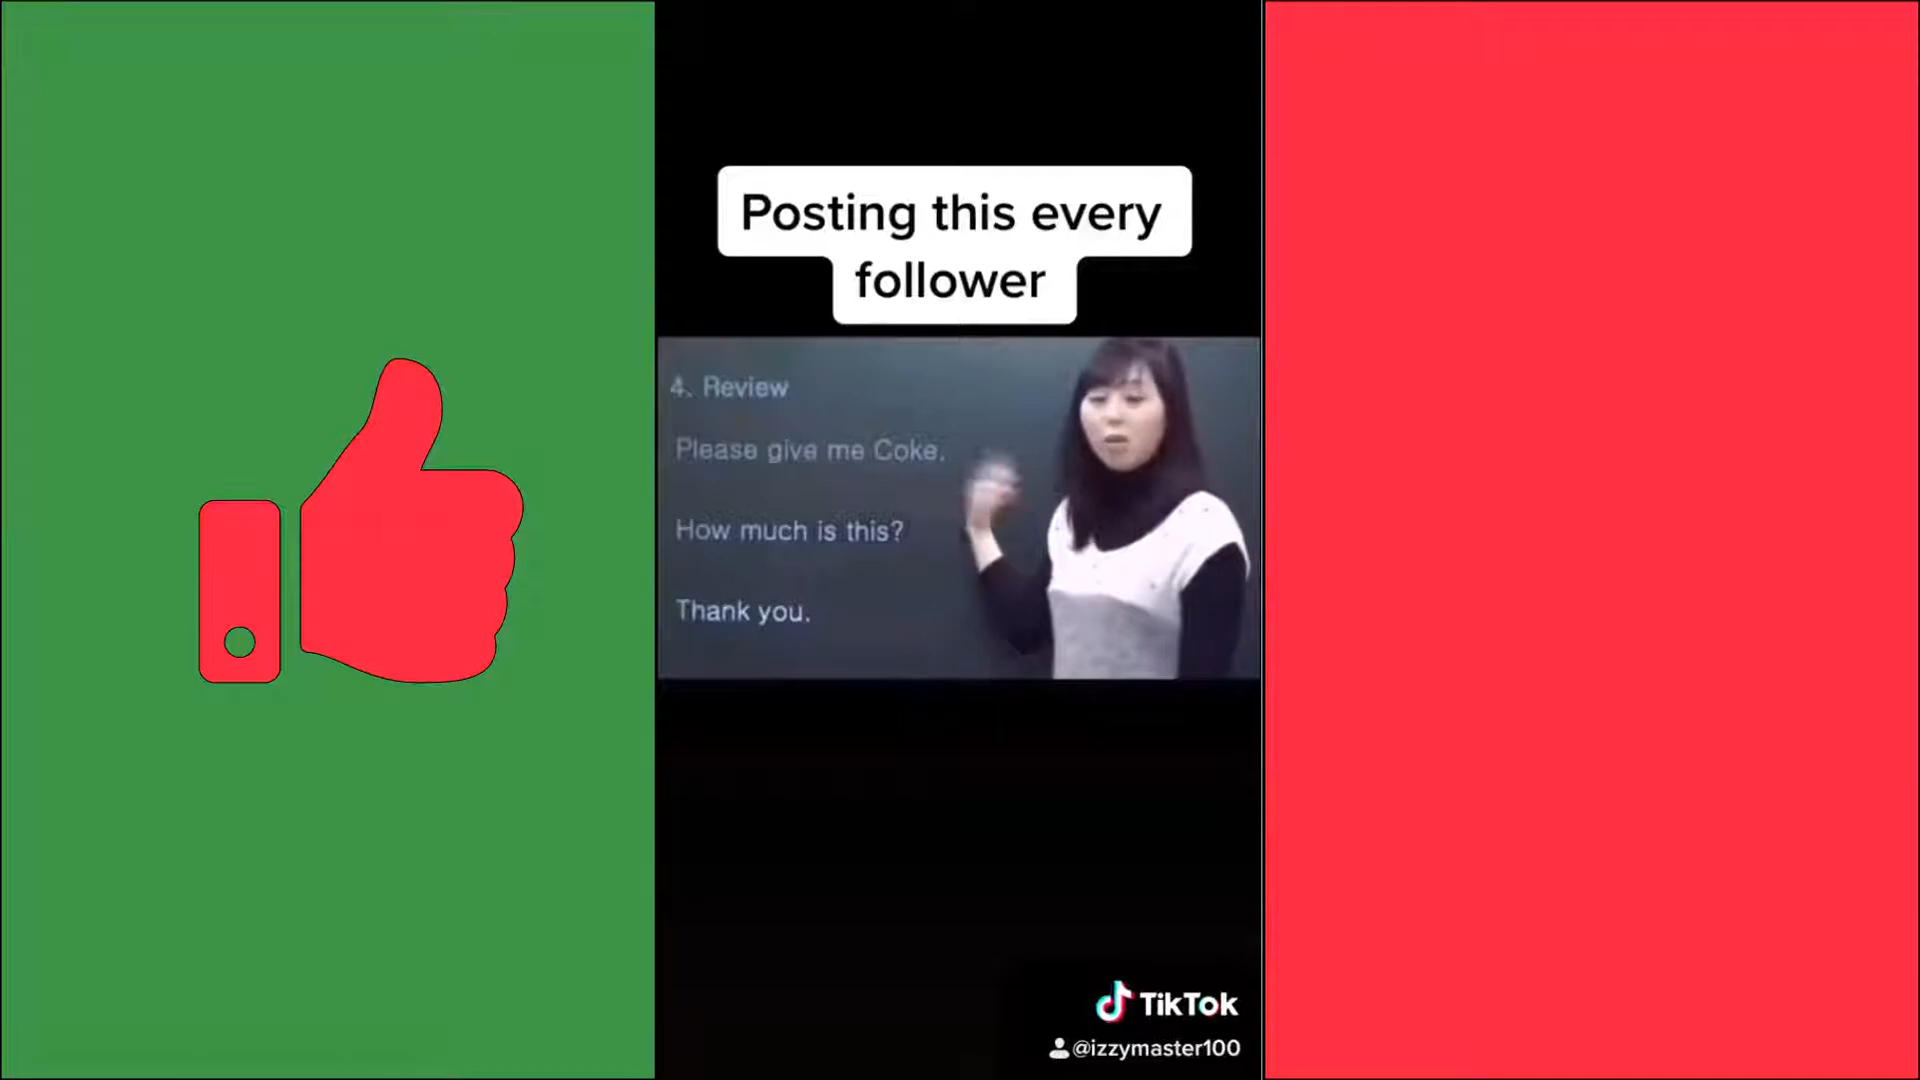 Posting this every
follower
4. Review
Please give me Coke.
How much is this?
Thank you.
TikTok
@izzymaster100